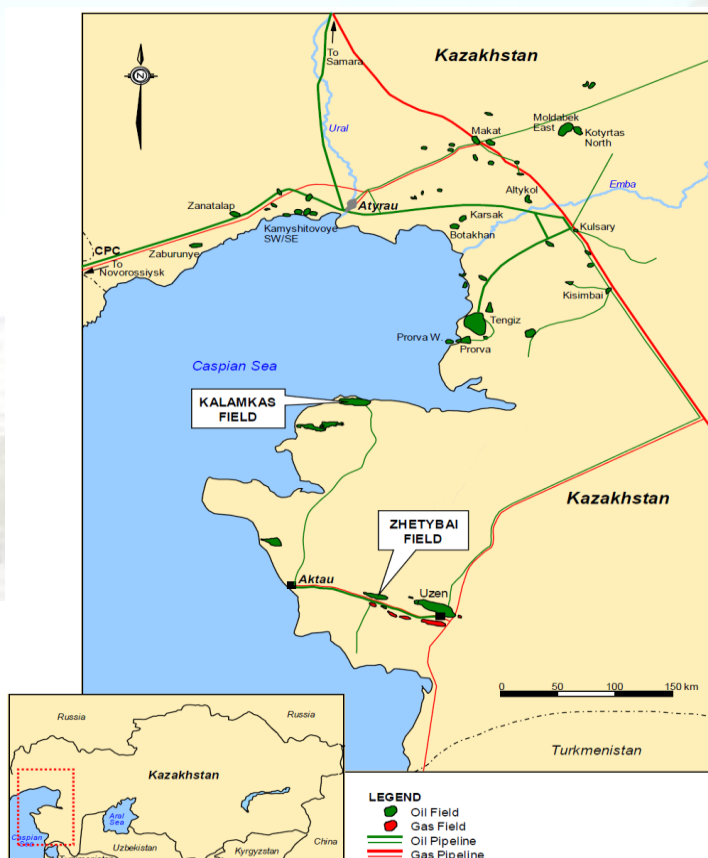 To
Samara
Kazakhstan
N
Ural
Makat
Moldabek
East
Kotyrtas
North
Emba
Altykol
Zanatalap
Atyrau
Karsak
Kamyshitovoye
SW/SE
Botakhan
Kulsary
CPC
Zaburunye
To
Novorossiysk
Kisimbai
Tengiz
Prorva W.
Prorva
Caspian Sea
KALAMKAS
FIELD
Kazakhstan
ZHETYBAI
FIELD
Aktau
Uzen
0 50 100 150 km
Turkmenistan
Russia
Russia
Kazakhstan
Aral
Sea
Caspian
Sea
China
Uzbekistan
Kyrgyzstan
LEGEND
Oil Field
Gas Field
Oil Pipeline
Gas Pipeline